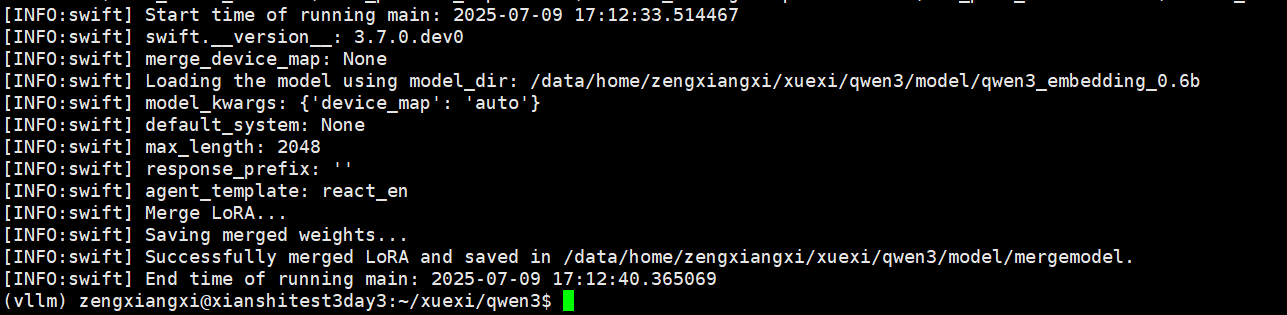 [INFO:swift] Start time of running main: 2025-07-09 17:12:33.514467
[INFO:swift] swift.__version__: 3.7.0.dev0
[INFO:swift] merge_device_map: None
[INFO:swift] Loading the model using model_dir: /data/home/zengxiangxi/xuexi/qwen3/model/qwen3_embedding_0.6b
[INFO:swift] model_kwargs: {'device_map': 'auto'}
[INFO:swift] default_system: None
[INFO:swift] max_length: 2048
[INFO:swift] response_prefix: ''
[INFO:swift] agent_template: react_en
[INFO:swift] Merge LoRA...
[INFO:swift] Saving merged weights...
[INFO:swift] Successfully merged LoRA and saved in /data/home/zengxiangxi/xuexi/qwen3/model/mergemodel.
[INFO:swift] End time of running main: 2025-07-09 17:12:40.365069
(vllm) zengxiangxi@xianshitest3day3:~/xuexi/qwen3$